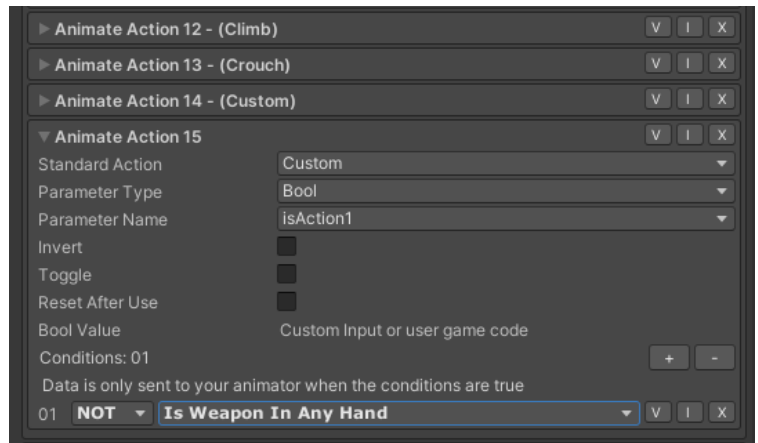 Animate Action 12 - (Climb) V I X
Animate Action 13 - (Crouch) V I X
Animate Action 14 - (Custom) V I X
Animate Action 15 V I X
Standard Action Custom
Parameter Type Bool
Parameter Name isAction1
Invert
Toggle
Reset After Use
Bool Value Custom Input or user game code
Conditions: 01 + -
Data is only sent to your animator when the conditions are true
01 NOT Is Weapon In Any Hand V I X